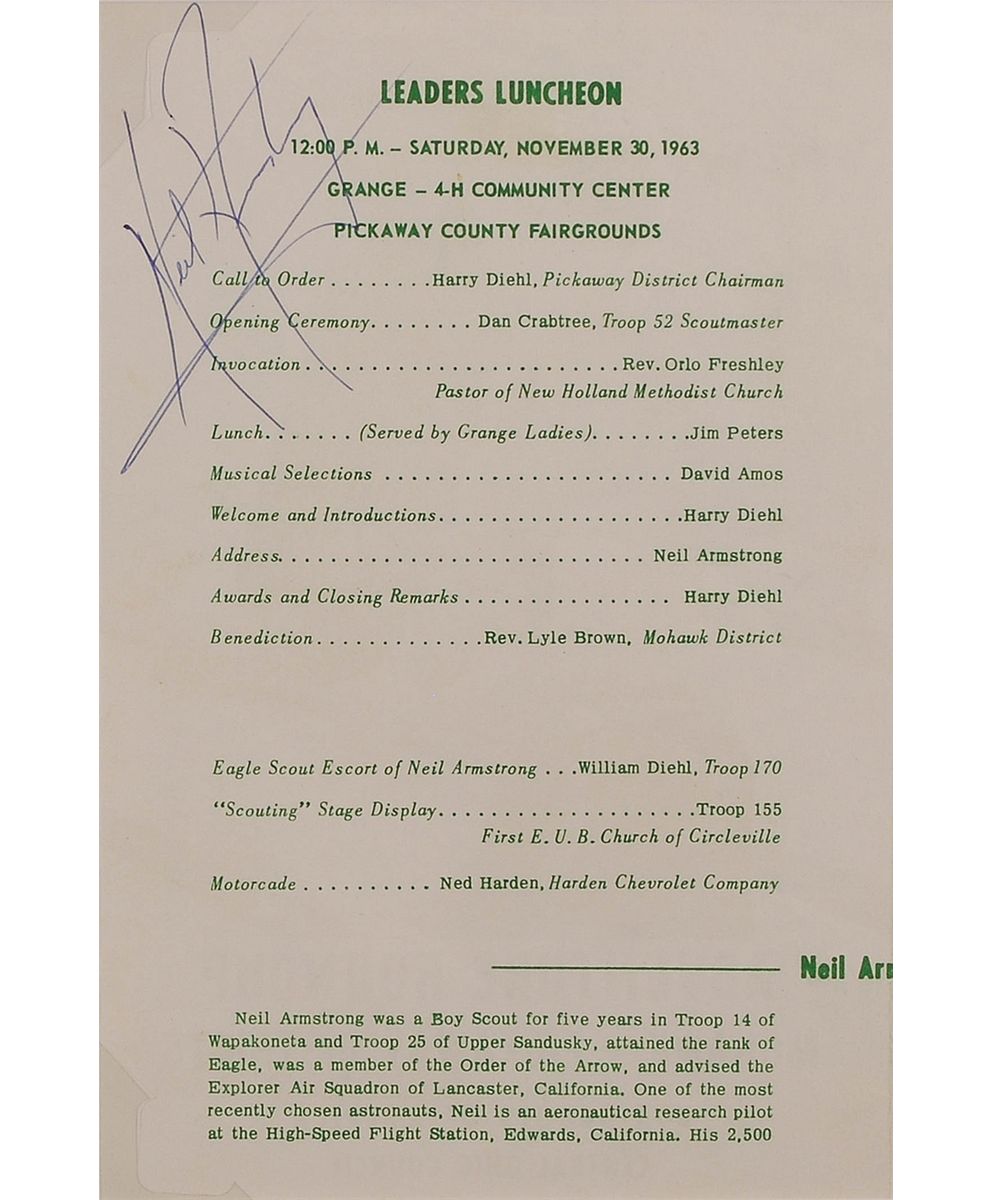 Neil Armstrong
LEADERS LUNCHEON
12:00 P. M. – SATURDAY, NOVEMBER 30, 1963
GRANGE – 4-H COMMUNITY CENTER
PICKAWAY COUNTY FAIRGROUNDS
Call to Order . . . . . . . .Harry Diehl, Pickaway District Chairman
Opening Ceremony. . . . . . . . Dan Crabtree, Troop 52 Scoutmaster
Invocation . . . . . . . . . . . . . . . . . . . . . . . . Rev. Orlo Freshley
Pastor of New Holland Methodist Church
Lunch. . . . . . . (Served by Grange Ladies). . . . . . . .Jim Peters
Musical Selections . . . . . . . . . . . . . . . . . . . . . . David Amos
Welcome and Introductions. . . . . . . . . . . . . . . . . . .Harry Diehl
Address. . . . . . . . . . . . . . . . . . . . . . . . . . . . . Neil Armstrong
Awards and Closing Remarks . . . . . . . . . . . . . . . . Harry Diehl
Benediction . . . . . . . . . . . . .Rev. Lyle Brown, Mohawk District
Eagle Scout Escort of Neil Armstrong . . .William Diehl, Troop 170
"Scouting" Stage Display. . . . . . . . . . . . . . . . . . . .Troop 155
First E. U. B. Church of Circleville
Motorcade . . . . . . . . . . Ned Harden, Harden Chevrolet Company
Neil Arm
Neil Armstrong was a Boy Scout for five years in Troop 14 of
Wapakoneta and Troop 25 of Upper Sandusky, attained the rank of
Eagle, was a member of the Order of the Arrow, and advised the
Explorer Air Squadron of Lancaster, California. One of the most
recently chosen astronauts, Neil is an aeronautical research pilot
at the High-Speed Flight Station, Edwards, California. His 2,500